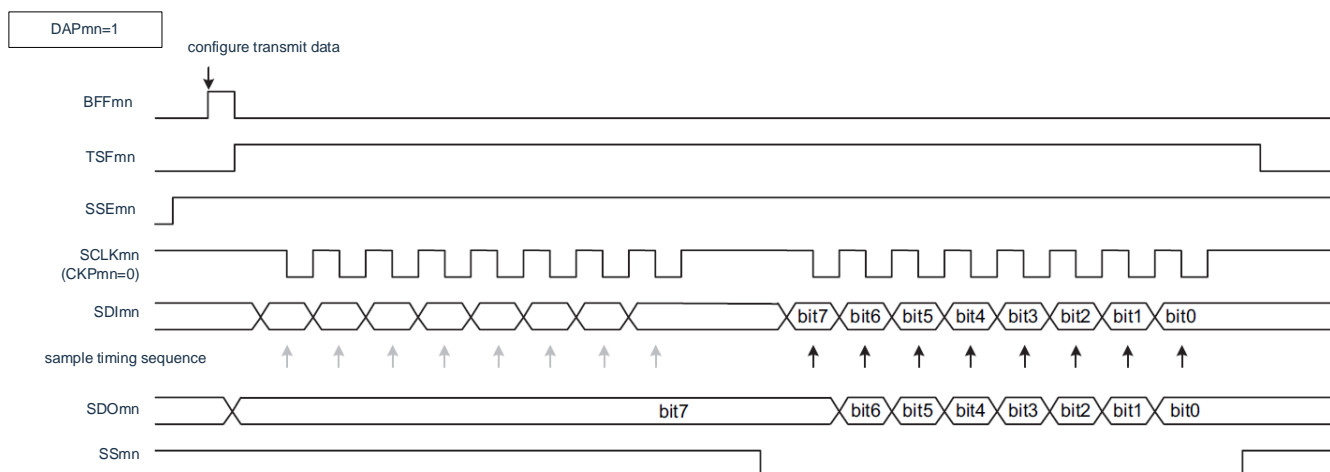 DAPmn=1
configure transmit data
BFFmn
TSFmn
SSEmn
SCLKmn
(CKPmn=0)
SDImn
bit7 bit6 bit5 bit4 bit3 bit2 bit1 bit0
sample timing sequence
SDOmn
bit7 bit6 bit5 bit4 bit3 bit2 bit1 bit0
SSmn